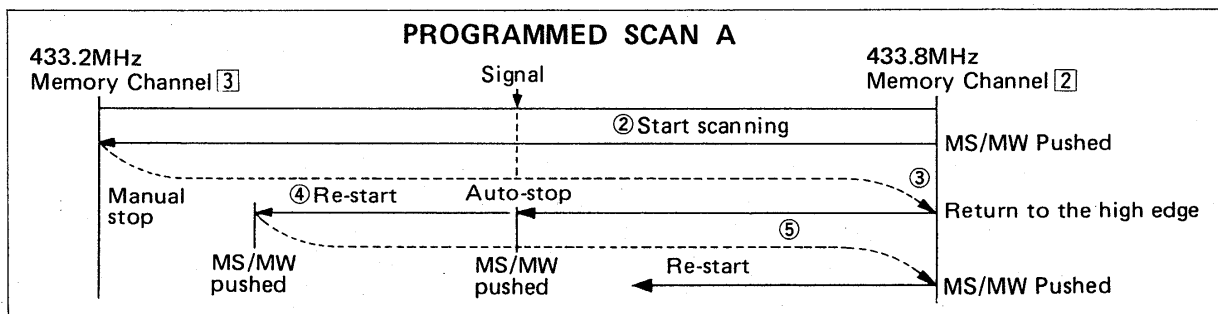 PROGRAMMED SCAN A
433.2MHz
Memory Channel 3
Signal
433.8MHz
Memory Channel 2
② Start scanning
MS/MW Pushed
③
Manual
stop
④ Re-start
Auto-stop
Return to the high edge
⑤
MS/MW
pushed
MS/MW
pushed
Re-start
MS/MW Pushed